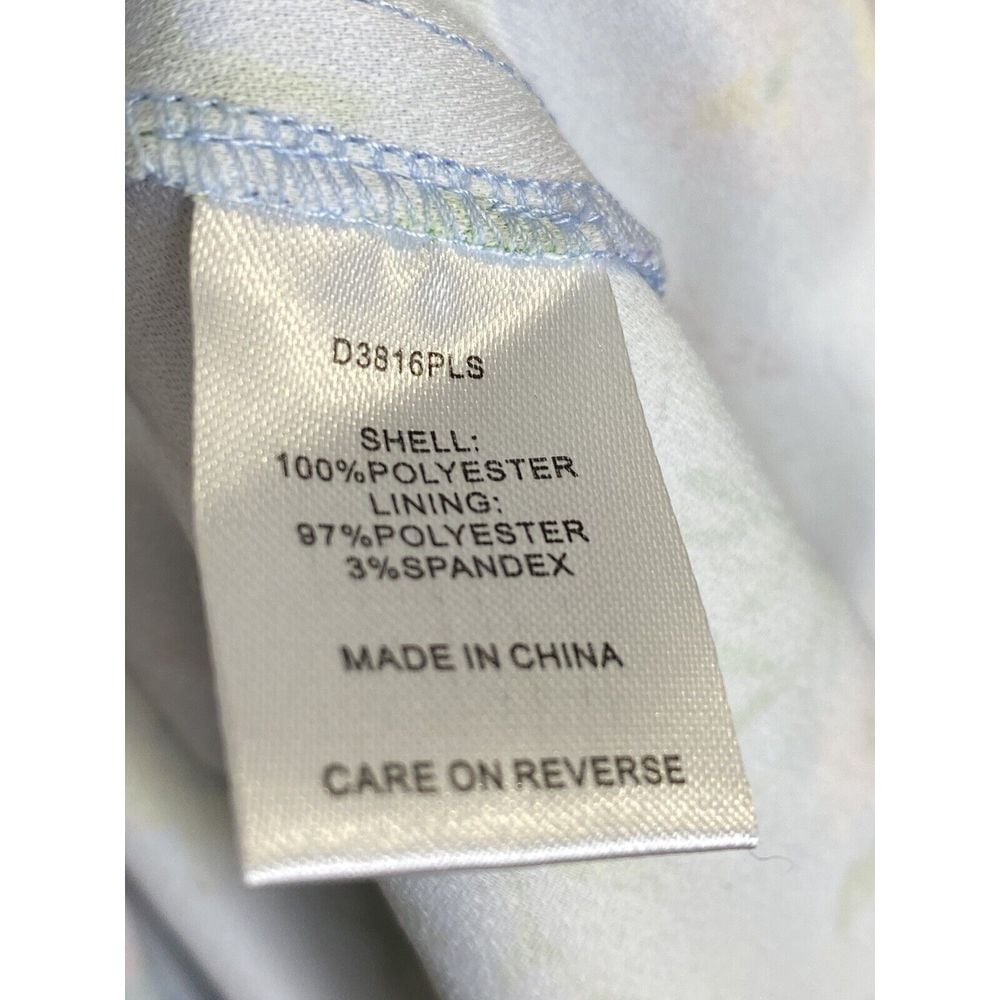 D3816PLS
SHELL:
100%POLYESTER
LINING:
97%POLYESTER
3%SPANDEX
MADE IN CHINA
CARE ON REVERSE